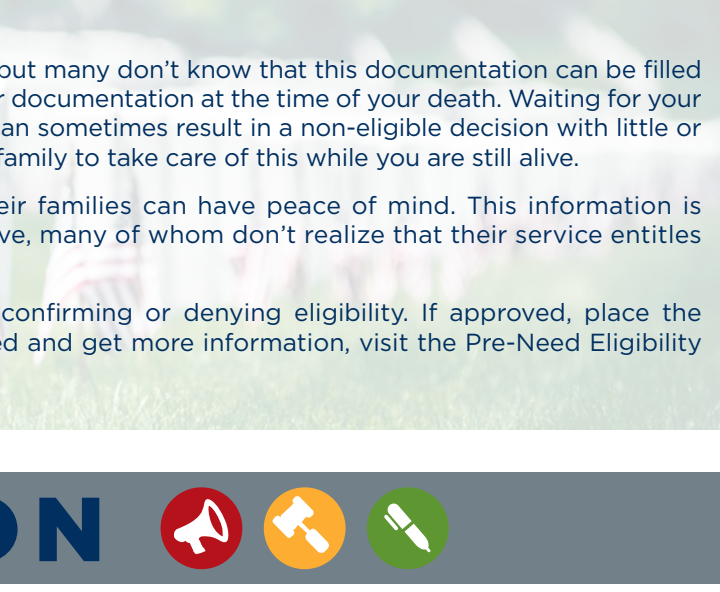 but many don’t know that this documentation can be filled
documentation at the time of your death. Waiting for your
an sometimes result in a non-eligible decision with little or
family to take care of this while you are still alive.
eir families can have peace of mind. This information is
ve, many of whom don’t realize that their service entitles
confirming or denying eligibility. If approved, place the
ed and get more information, visit the Pre-Need Eligibility
ON